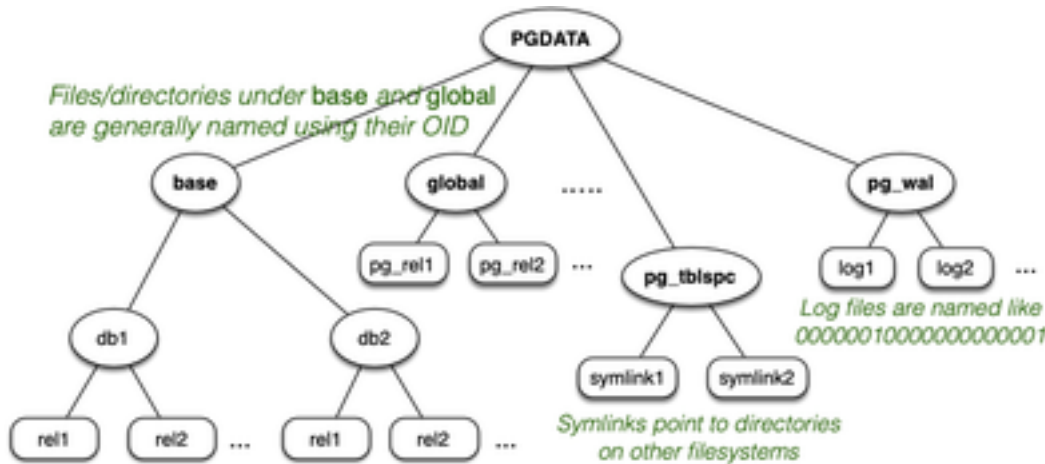 PGDATA
Files/directories under base and global
are generally named using their OID
base
global
.....
pg_wal
pg_rel1
pg_rel2
...
pg_tblspc
log1
log2
...
Log files are named like
db1
db2
symlink1
symlink2
rel1
rel2
...
rel1
rel2
...
Symlinks point to directories
on other filesystems